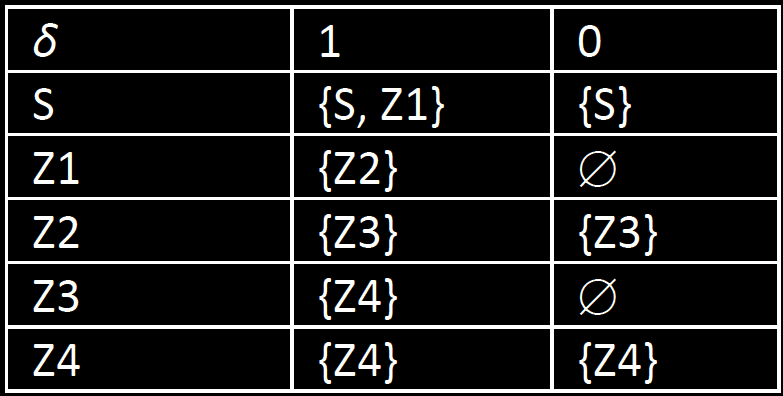 δ 1 0
S {S, Z1} {S}
Z1 {Z2} ∅
Z2 {Z3} {Z3}
Z3 {Z4} ∅
Z4 {Z4} {Z4}